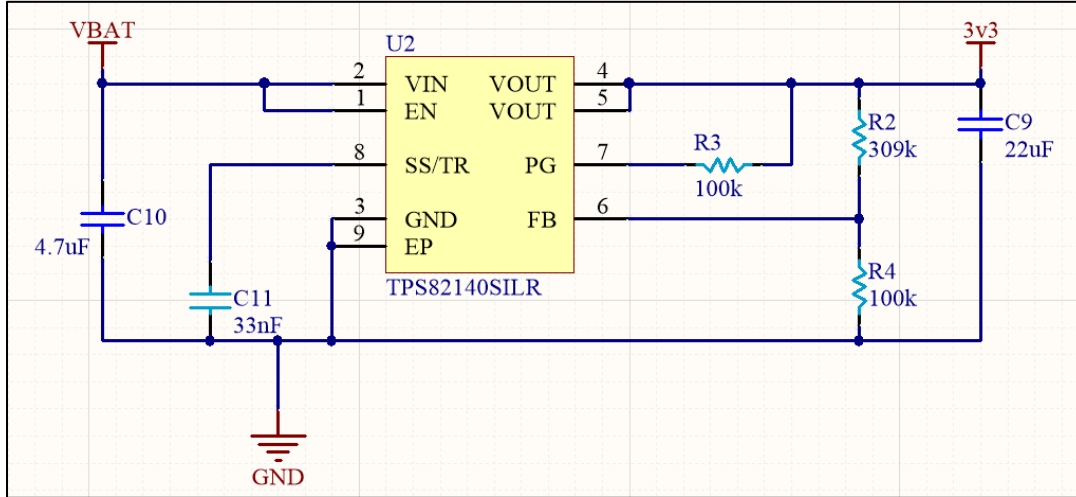 VBAT
3v3
U2
2
VIN
VOUT
4
1
EN
VOUT
5
R2
309k
C9
22uF
8
SS/TR
PG
7
R3
100k
C10
4.7uF
3
GND
FB
6
9
EP
TPS82140SILR
R4
100k
C11
33nF
GND